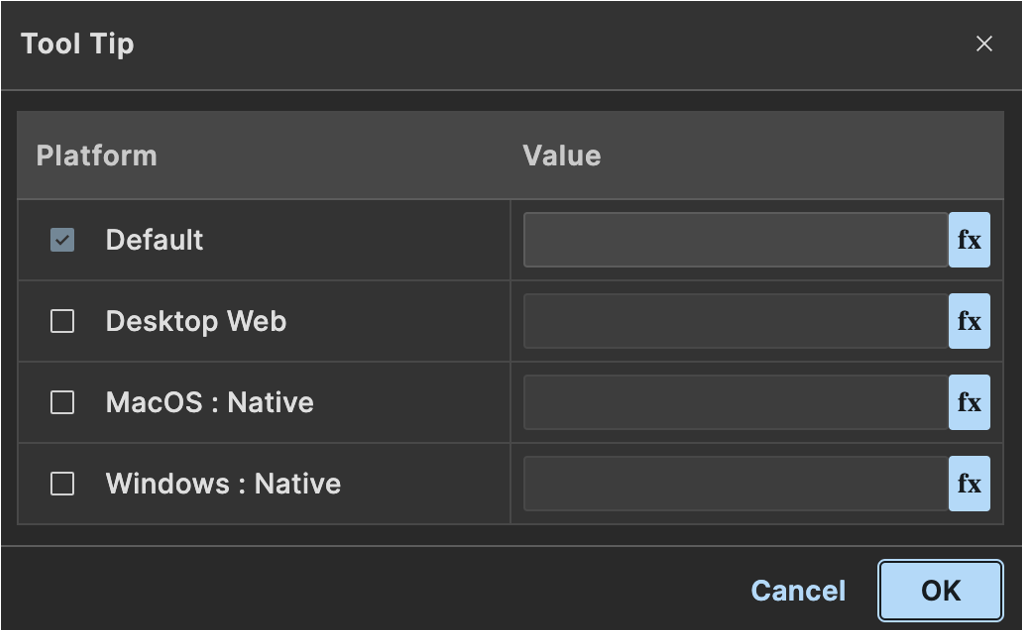 Tool Tip
Platform Value
Default fx
Desktop Web fx
MacOS : Native fx
Windows : Native fx
Cancel OK